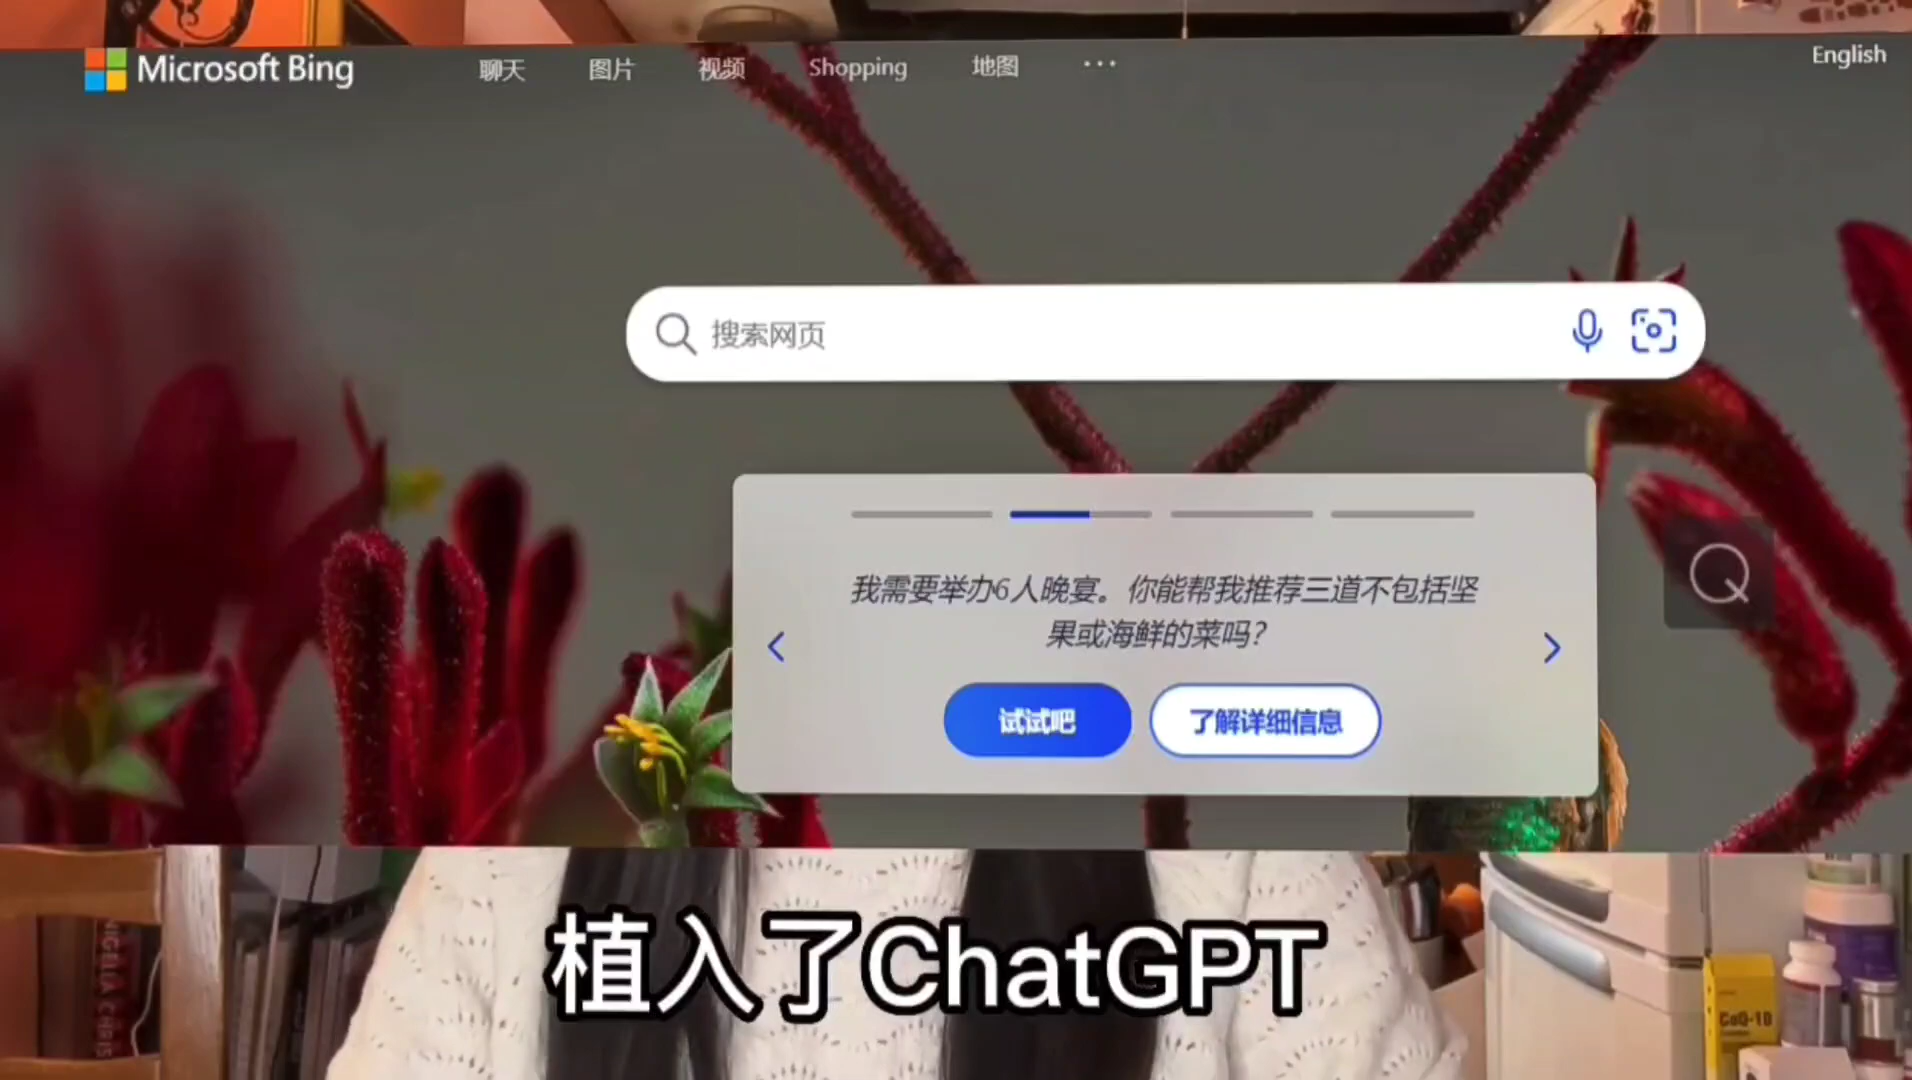 Microsoft Bing
聊天
图片
视频
Shopping
地图
...
English
搜索网页
我需要举办6人晚宴。你能帮我推荐三道不包括坚
果或海鲜的菜吗?
试试吧
了解详细信息
植入了ChatGPT
CoQ-10